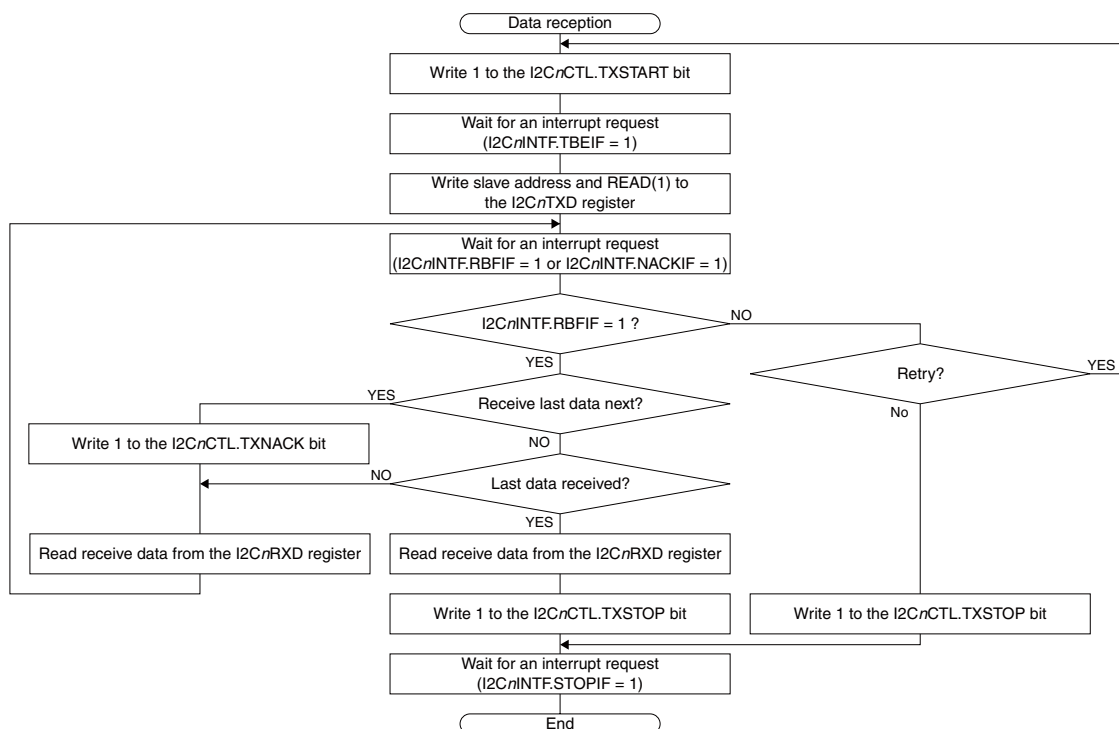 Data reception
Write 1 to the I2CnCTL.TXSTART bit
Wait for an interrupt request
(I2CnINTF.TBEIF = 1)
Write slave address and READ(1) to
the I2CnTXD register
Wait for an interrupt request
(I2CnINTF.RBFIF = 1 or I2CnINTF.NACKIF = 1)
I2CnINTF.RBFIF = 1 ?
NO
YES
Retry?
YES
No
Receive last data next?
YES
NO
Write 1 to the I2CnCTL.TXNACK bit
Last data received?
NO
YES
Read receive data from the I2CnRXD register
Read receive data from the I2CnRXD register
Write 1 to the I2CnCTL.TXSTOP bit
Write 1 to the I2CnCTL.TXSTOP bit
Wait for an interrupt request
(I2CnINTF.STOPIF = 1)
End